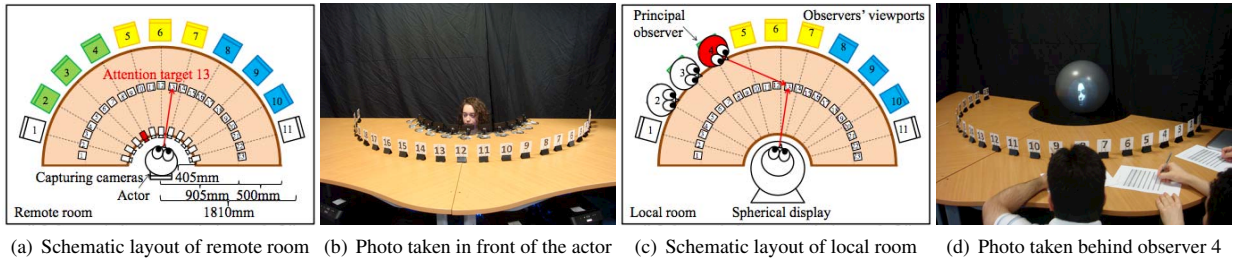 5 6 7
4 8
3 9
2 10
1 11
Attention target 13
Capturing cameras
405mm
Actor
905mm 500mm
1810mm
Remote room
17 16 15 14 13 12 11 10 9 8 7
Principal
observer
Observers' viewports
5 6 7
4 8
3 9
2 10
1 11
Local room
Spherical display
14 13 12 11 10 9 8 7 6 5 4 3
(a) Schematic layout of remote room
(b) Photo taken in front of the actor
(c) Schematic layout of local room
(d) Photo taken behind observer 4